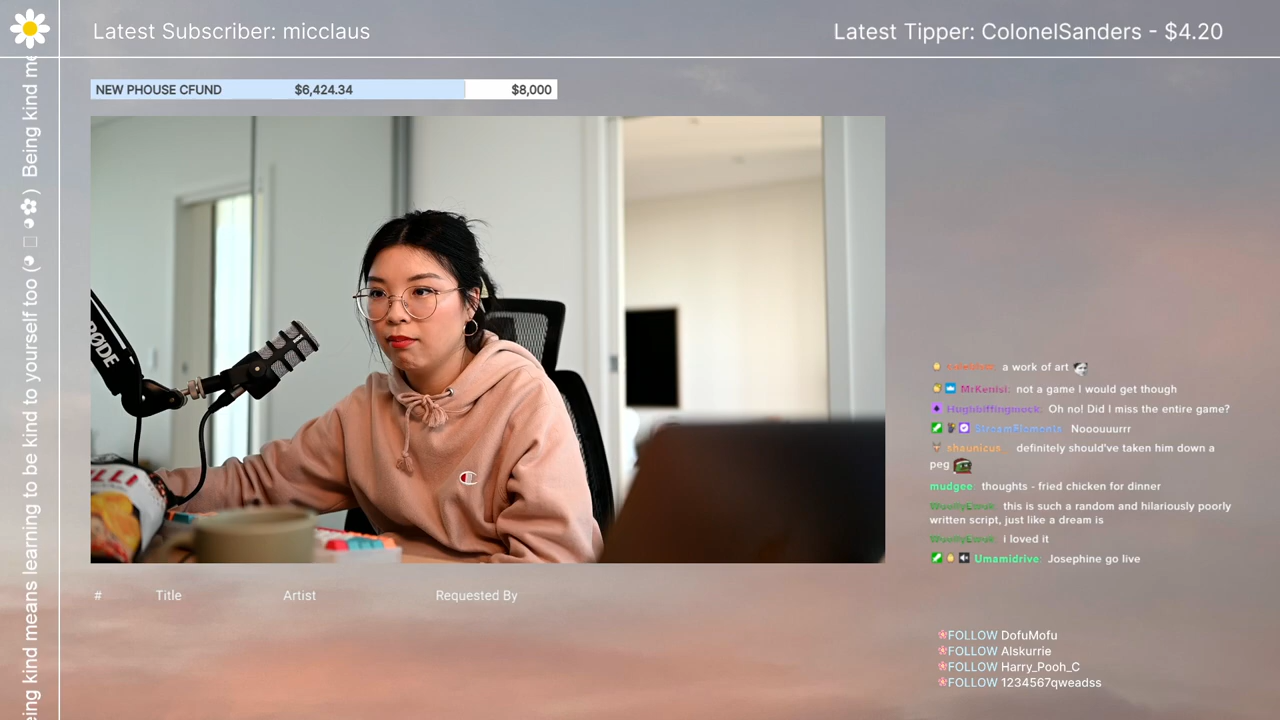 Latest Subscriber: micclaus
Latest Tipper: ColonelSanders - $4.20
NEW PHOUSE CFUND $6,424.34 $8,000
Being kind means learning to be kind to yourself too
Being kind
RØDE
a work of art
MrKenist: not a game I would get though
Oh no! Did I miss the entire game?
StreamElements: Nooouuurrr
shaunicus: definitely should've taken him down a
peg
mudgee: thoughts - fried chicken for dinner
this is such a random and hilariously poorly
written script, just like a dream is
i loved it
Umamidrive: Josephine go live
# Title Artist Requested By
FOLLOW DofuMofu
FOLLOW Alskurrie
FOLLOW Harry_Pooh_C
FOLLOW 1234567qweadss